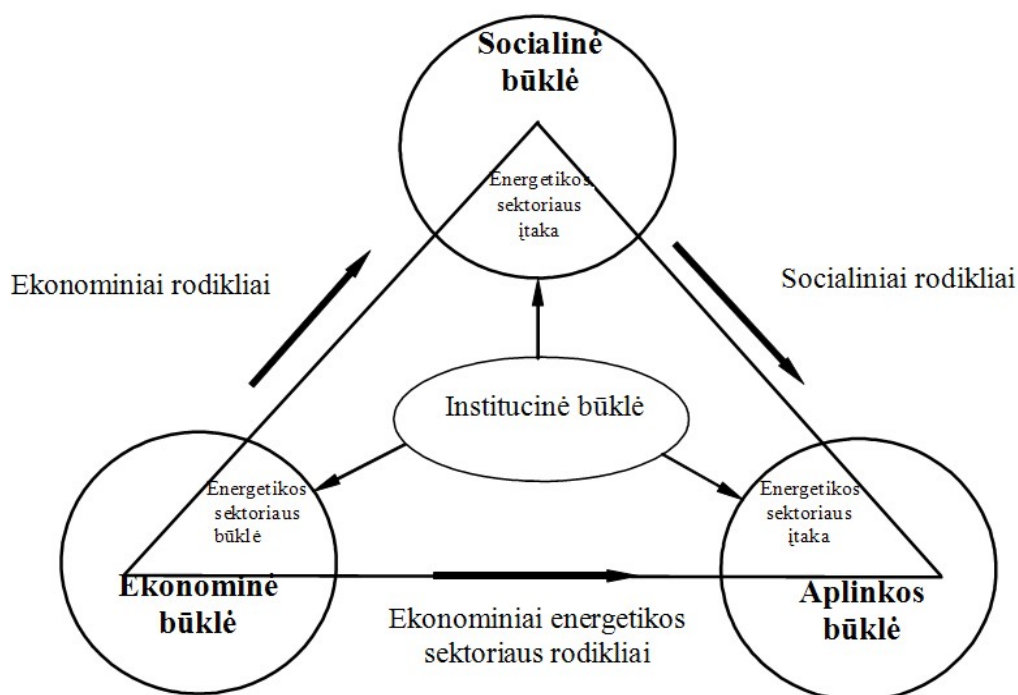 Socialinė
būklė
Energetikos
sektoriaus
įtaka
Ekonominiai rodikliai
Socialiniai rodikliai
Institucinė būklė
Energetikos
sektoriaus
būklė
Energetikos
sektoriaus
įtaka
Ekonominė
būklė
Aplinkos
būklė
Ekonominiai energetikos
sektoriaus rodikliai